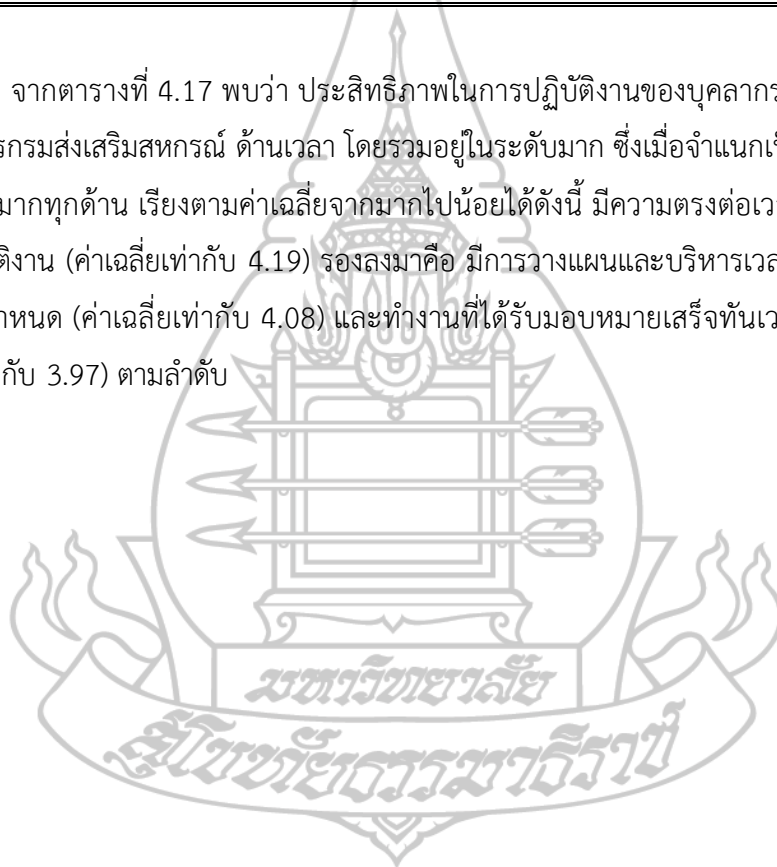 จากตารางที่ 4.17 พบว่า ประสิทธิภาพในการปฏิบัติงานของบุคลากร
กรมส่งเสริมสหกรณ์ ด้านเวลา โดยรวมอยู่ในระดับมาก ซึ่งเมื่อจำแนกเป็
มากทุกด้าน เรียงตามค่าเฉลี่ยจากมากไปน้อยได้ดังนี้ มีความตรงต่อเว
ติงาน (ค่าเฉลี่ยเท่ากับ 4.19) รองลงมาคือ มีการวางแผนและบริหารเวล
กำหนด (ค่าเฉลี่ยเท่ากับ 4.08) และทำงานที่ได้รับมอบหมายเสร็จทันเว
กับ 3.97) ตามลำดับ
มหาวิทยาลัย
สุโขทัยธรรมาธิราช